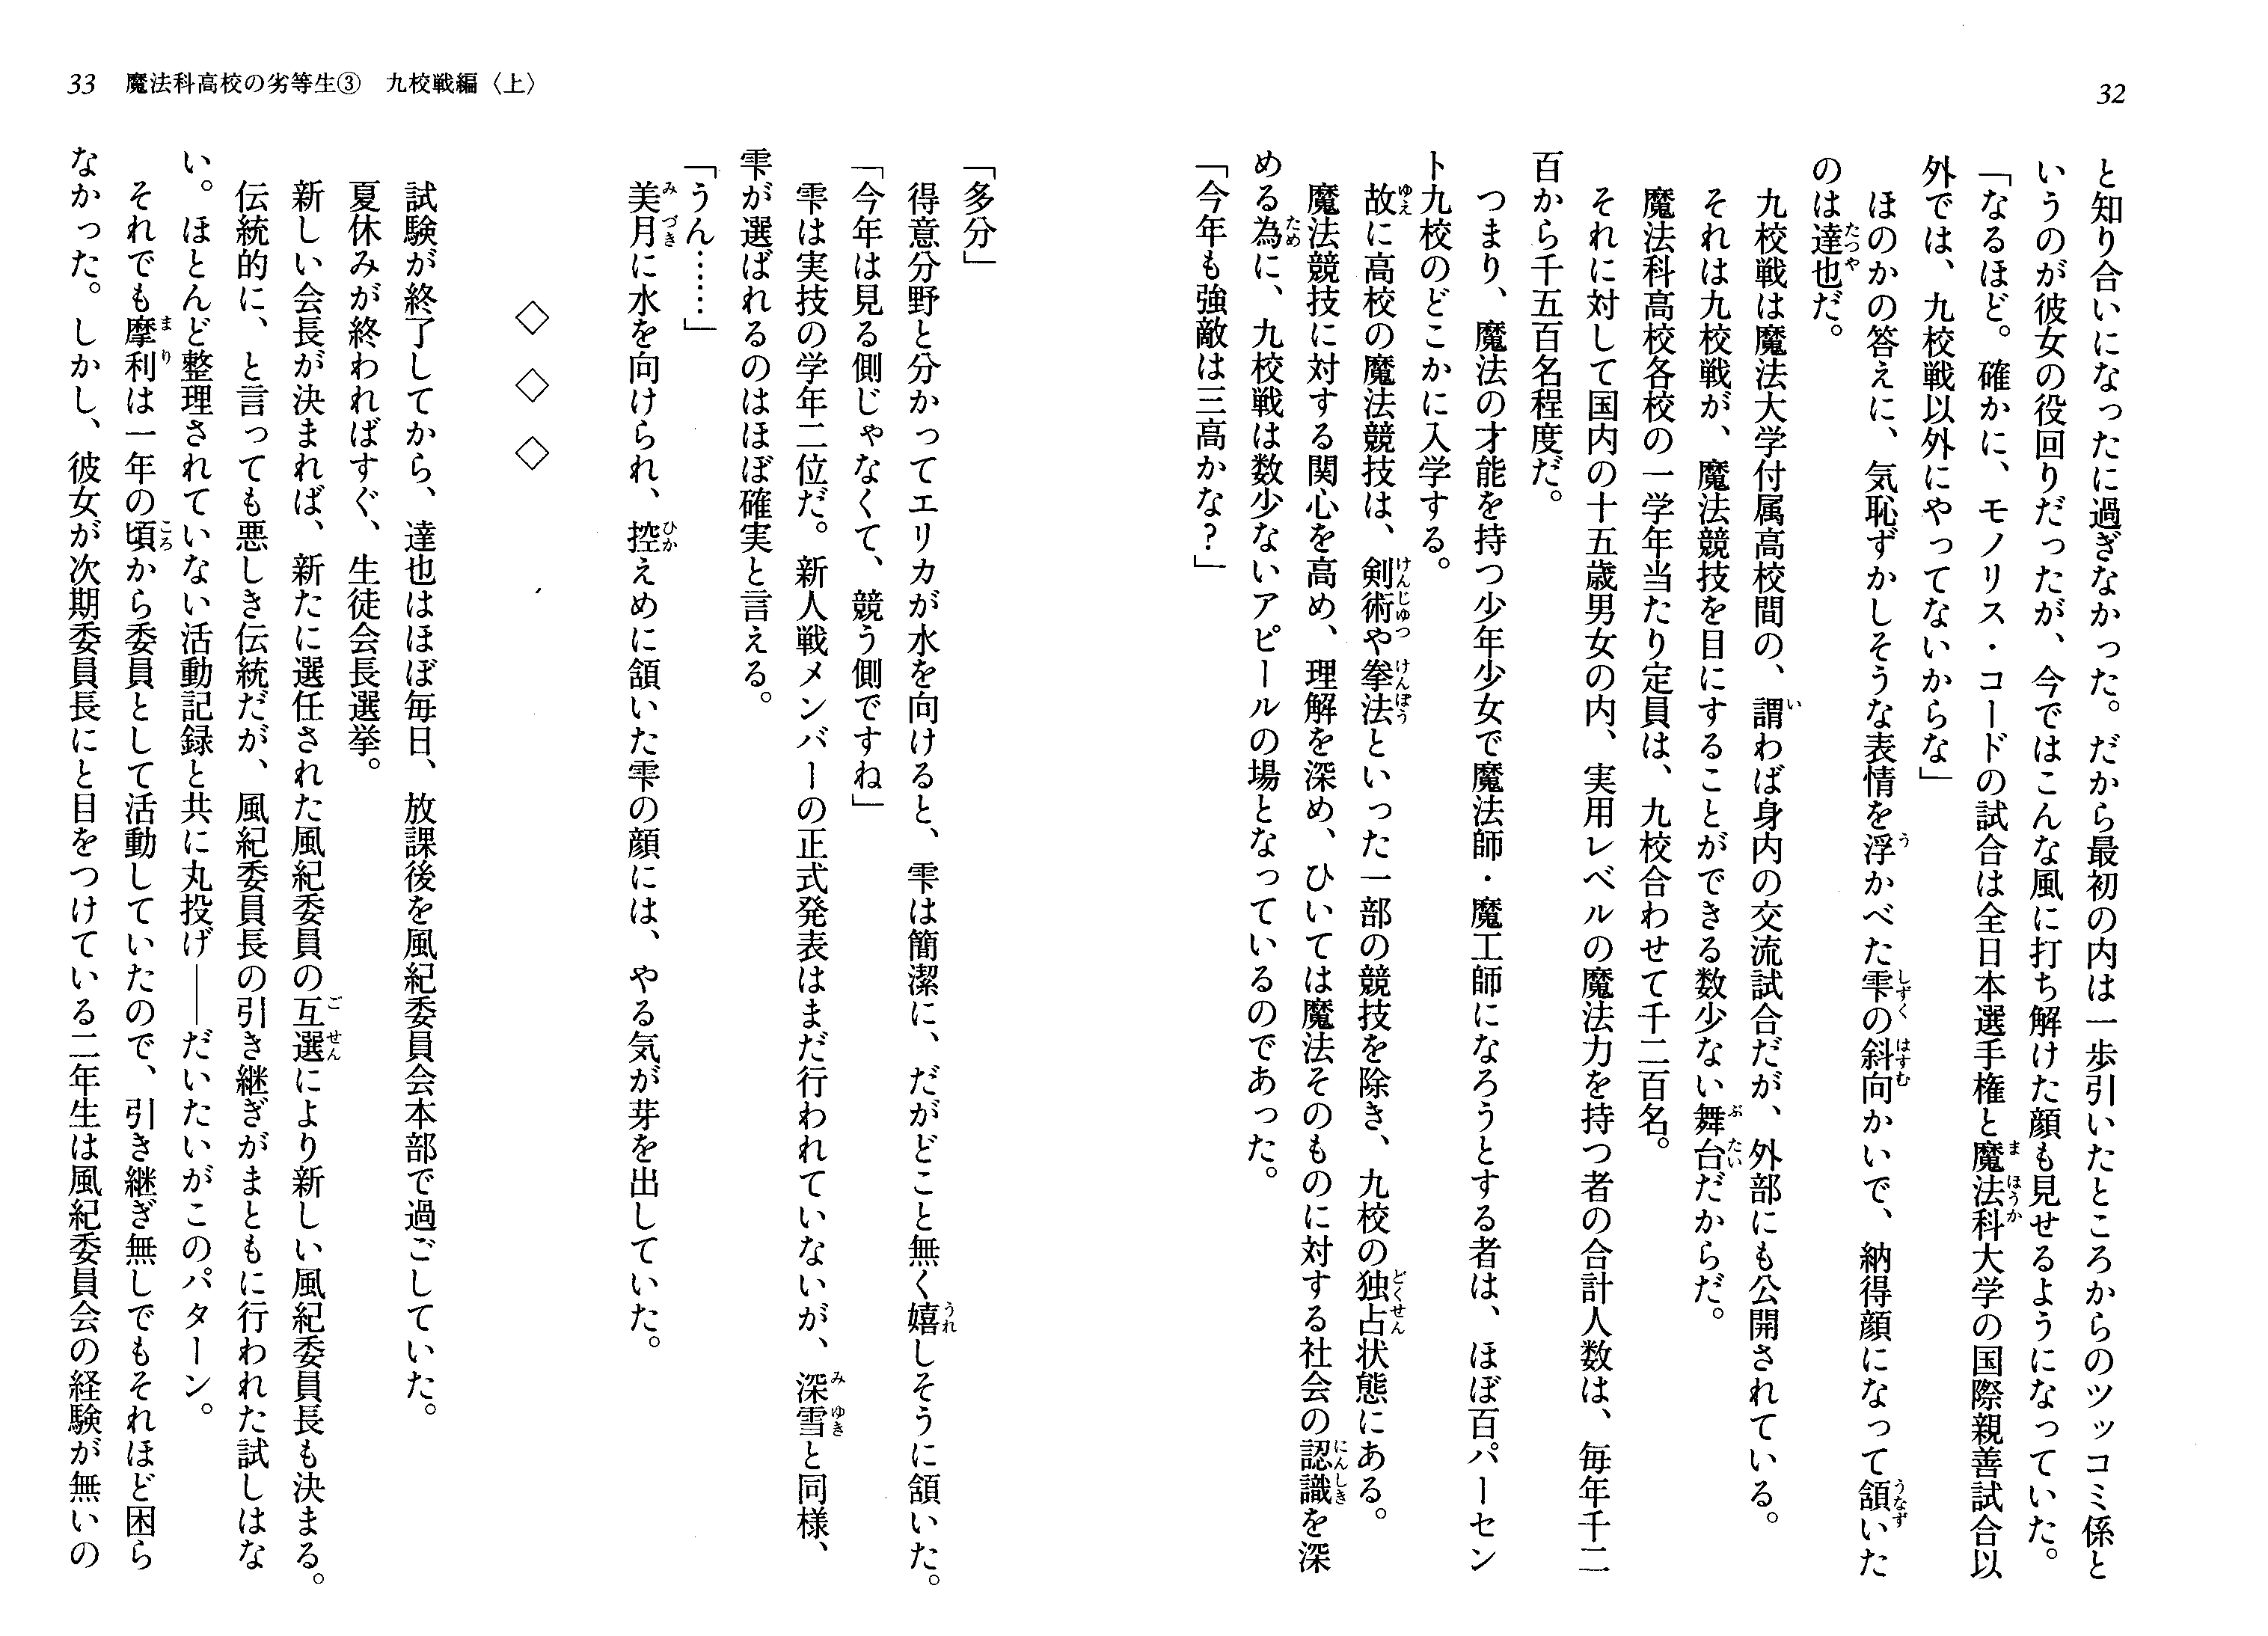 32
と知り合いになったに過ぎなかった。だから最初の内は一歩引いたところからのツッコミ係と
いうのが彼女の役回りだったが、今ではこんな風に打ち解けた顔も見せるようになっていた。
「なるほど。確かに、モノリス・コードの試合は全日本選手権と魔法科大学の国際親善試合以
外では、九校戦以外にやってないからな」
ほのかの答えに、気恥ずかしそうな表情を浮かべた雫の斜向かいで、納得顔になって頷いた
のは達也だ。
九校戦は魔法大学付属高校間の、謂わば身内の交流試合だが、外部にも公開されている。
それは九校戦が、魔法競技を目にすることができる数少ない舞台だからだ。
魔法科高校各校の一学年当たり定員は、九校合わせて千二百名。
それに対して国内の十五歳男女の内、実用レベルの魔法力を持つ者の合計人数は、毎年千二
百から千五百名程度だ。
つまり、魔法の才能を持つ少年少女で魔法師・魔工師になろうとする者は、ほぼ百パーセン
ト九校のどこかに入学する。
故に高校の魔法競技は、剣術や拳法といった一部の競技を除き、九校の独占状態にある。
魔法競技に対する関心を高め、理解を深め、ひいては魔法そのものに対する社会の認識を深
める為に、九校戦は数少ないアピールの場となっているのであった。
「今年も強敵は三高かな？」
33 魔法科高校の劣等生③ 九校戦編〈上〉
「多分」
得意分野と分かってエリカが水を向けると、雫は簡潔に、だがどこと無く嬉しそうに頷いた。
「今年は見る側じゃなくて、競う側ですね」
雫は実技の学年二位だ。新人戦メンバーの正式発表はまだ行われていないが、深雪と同様、
雫が選ばれるのはほぼ確実と言える。
「うん……」
美月に水を向けられ、控えめに頷いた雫の顔には、やる気が芽を出していた。
◇ ◇ ◇
試験が終了してから、達也はほぼ毎日、放課後を風紀委員会本部で過ごしていた。
夏休みが終わればすぐ、生徒会長選挙。
新しい会長が決まれば、新たに選任された風紀委員の互選により新しい風紀委員長も決まる。
伝統的に、と言っても悪しき伝統だが、風紀委員長の引き継ぎがまともに行われた試しはな
い。ほとんど整理されていない活動記録と共に丸投げ――だいたいがこのパターン。
それでも摩利は一年の頃から委員として活動していたので、引き継ぎ無しでもそれほど困ら
なかった。しかし、彼女が次期委員長にと目をつけている二年生は風紀委員会の経験が無いの